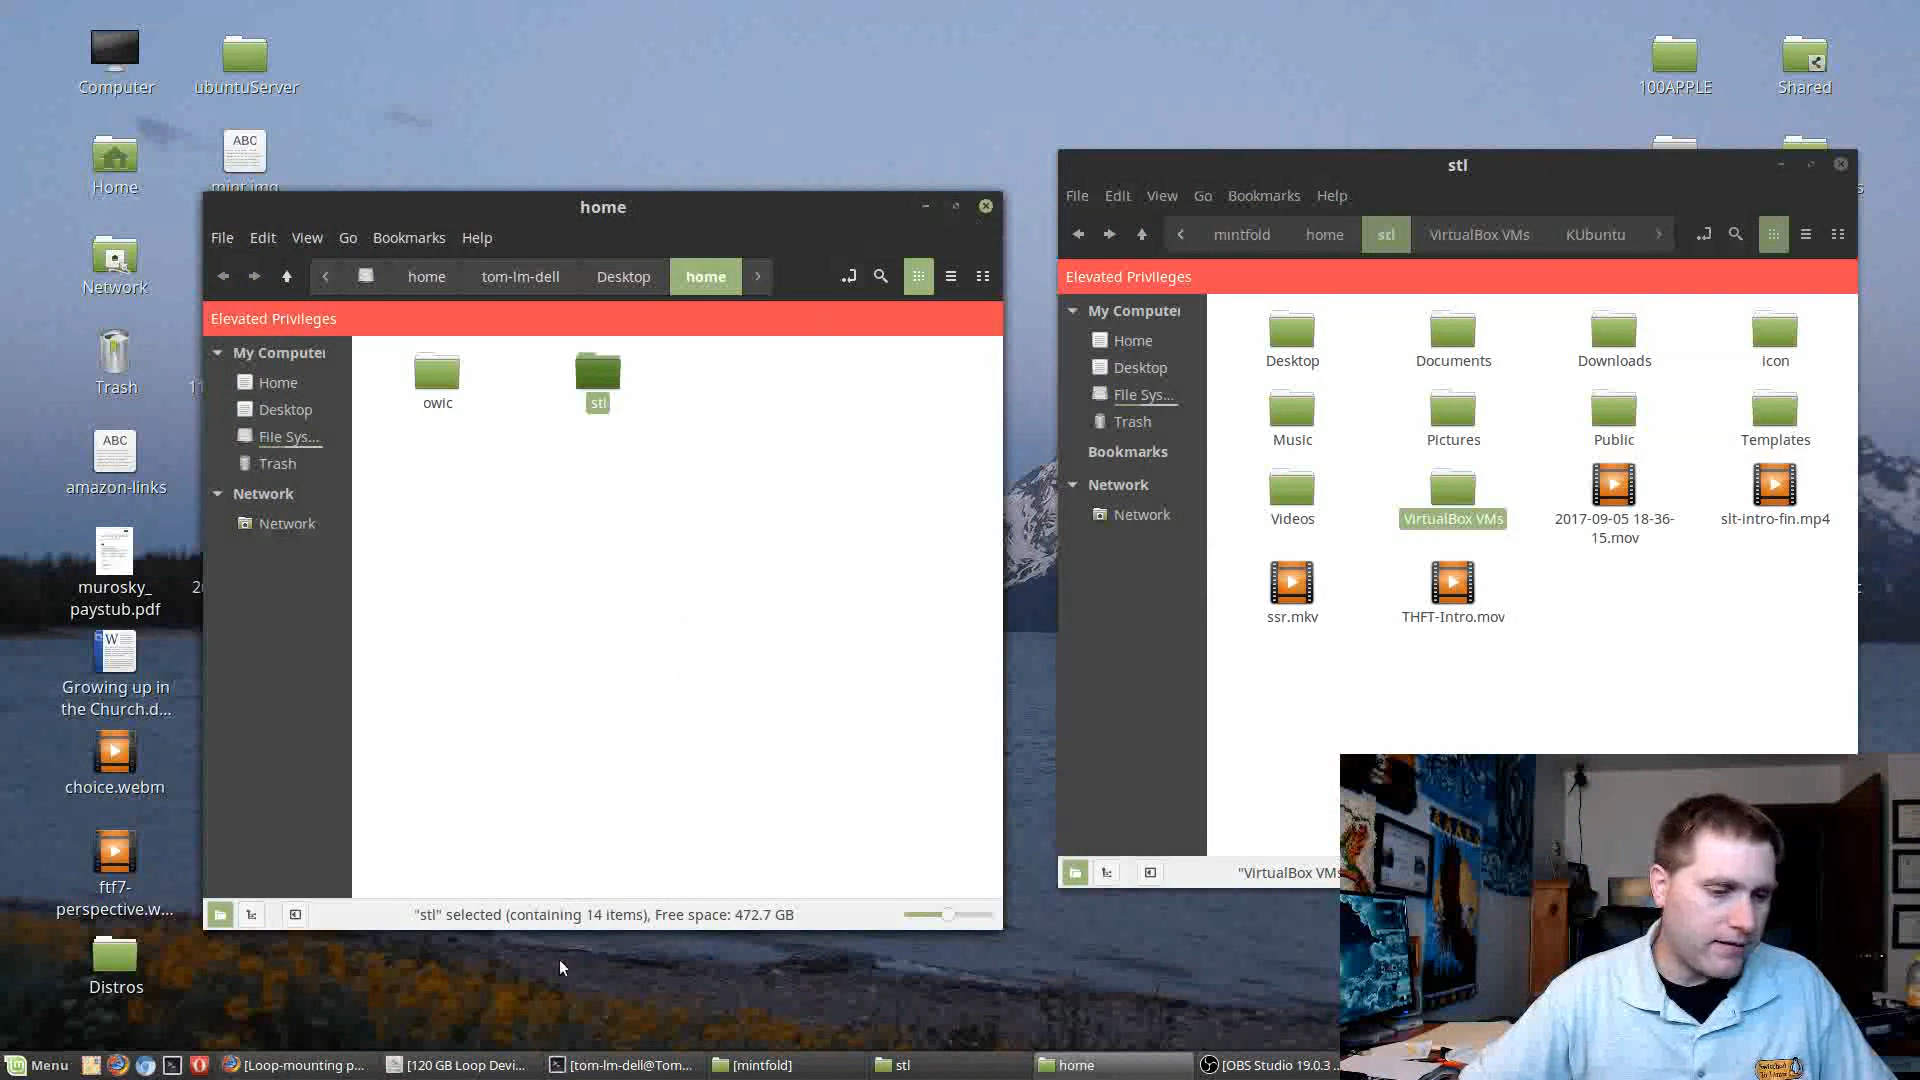 Computer
ubuntuServer
100APPLE
Shared
ABC
Home
mint.img
Network
Trash
ABC
amazon-links
murosky_
paystub.pdf
W
Growing up in
the Church.d...
choice.webm
ftf7-
perspective.w...
Distros
home
File Edit View Go Bookmarks Help
home tom-lm-dell Desktop home
Elevated Privileges
My Computer
Home
Desktop
File Sys...
Trash
Network
Network
owic
stl
"stl" selected (containing 14 items), Free space: 472.7 GB
stl
File Edit View Go Bookmarks Help
mintfold home stl VirtualBox VMs KUbuntu
Elevated Privileges
My Computer
Home
Desktop
File Sys...
Trash
Bookmarks
Network
Network
Desktop
Documents
Downloads
icon
Music
Pictures
Public
Templates
Videos
VirtualBox VMs
2017-09-05 18-36-
15.mov
slt-intro-fin.mp4
ssr.mkv
THFT-Intro.mov
"VirtualBox VMs
Menu
[Loop-mounting p...
[120 GB Loop Devi...
[tom-lm-dell@Tom...
[mintfold]
stl
home
[OBS Studio 19.0.3 ...